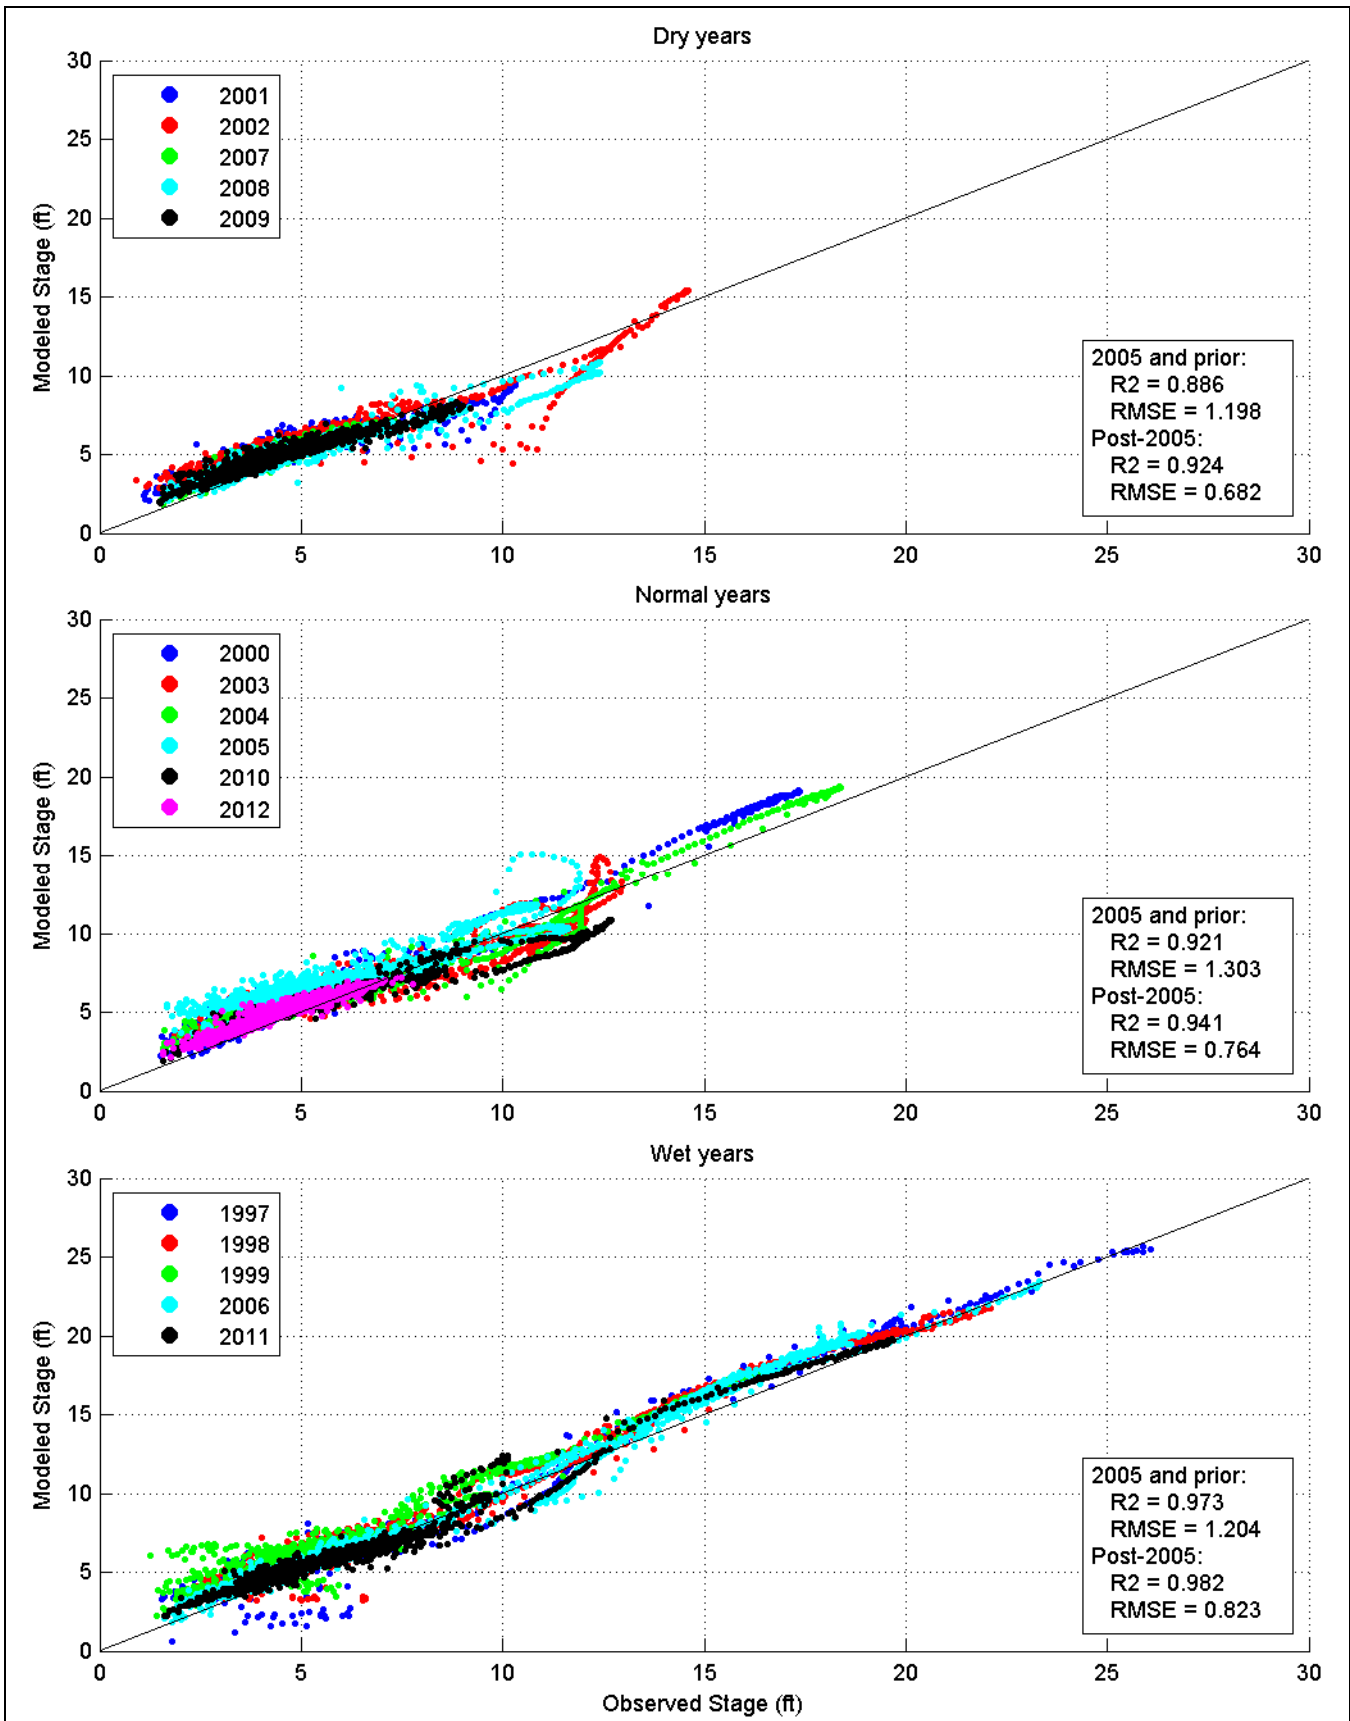 Dry years
30
25
20
15
10
5
0
Modeled Stage (ft)
2001
2002
2007
2008
2009
2005 and prior:
R2 = 0.886
RMSE = 1.198
Post-2005:
R2 = 0.924
RMSE = 0.682
0 5 10 15 20 25 30
Normal years
30
25
20
15
10
5
0
Modeled Stage (ft)
2000
2003
2004
2005
2010
2012
2005 and prior:
R2 = 0.921
RMSE = 1.303
Post-2005:
R2 = 0.941
RMSE = 0.764
0 5 10 15 20 25 30
Wet years
30
25
20
15
10
5
0
Modeled Stage (ft)
1997
1998
1999
2006
2011
2005 and prior:
R2 = 0.973
RMSE = 1.204
Post-2005:
R2 = 0.982
RMSE = 0.823
0 5 10 15 20 25 30
Observed Stage (ft)